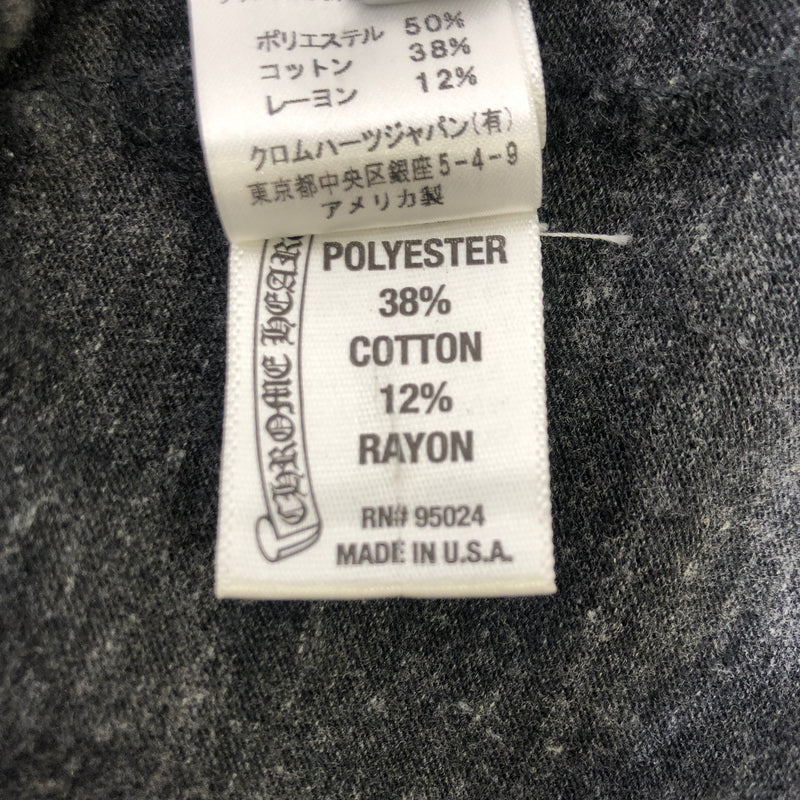 ポリエステル 50%
コットン 38%
レーヨン 12%
クロムハーツジャパン(有)
東京都中央区銀座5-4-9
アメリカ製
CHROME HEAR
POLYESTER
38%
COTTON
12%
RAYON
RN# 95024
MADE IN U.S.A.